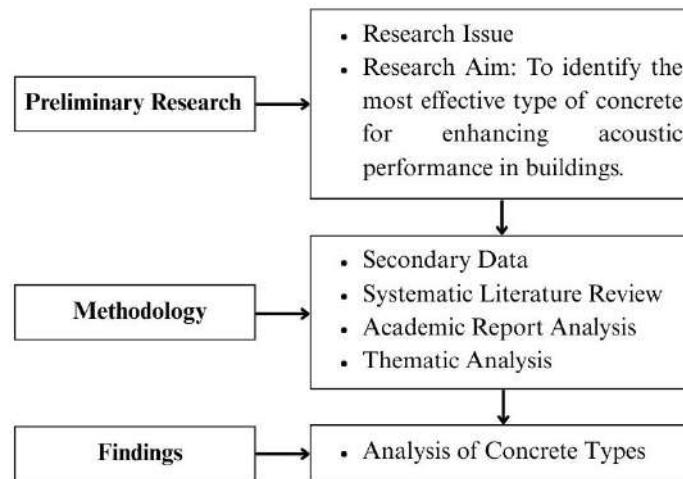 Preliminary Research
• Research Issue
• Research Aim: To identify the
most effective type of concrete
for enhancing acoustic
performance in buildings.
Methodology
• Secondary Data
• Systematic Literature Review
• Academic Report Analysis
• Thematic Analysis
Findings
• Analysis of Concrete Types